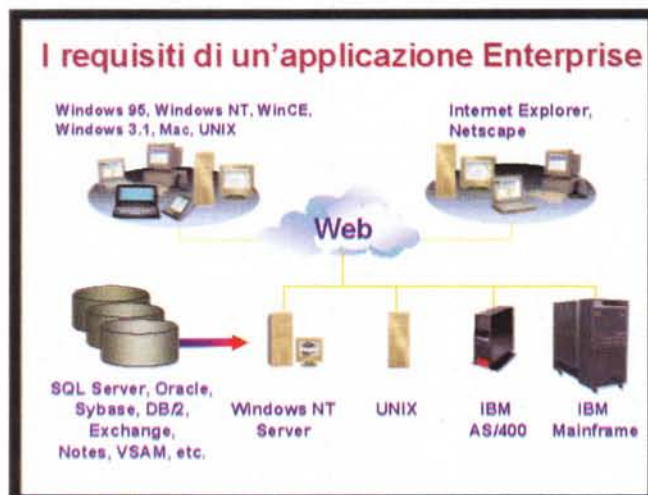 I requisiti di un'applicazione Enterprise
Windows 95, Windows NT, WinCE,
Windows 3.1, Mac, UNIX
Internet Explorer,
Netscape
Web
SQL Server, Oracle,
Sybase, DB/2,
Exchange,
Notes, VSAM, etc.
Windows NT
Server
UNIX
IBM
AS/400
IBM
Mainframe